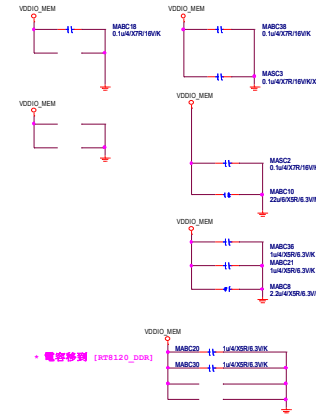 VDDIO_MEM
MABC18
0.1u/4/X7R/16V/K
VDDIO_MEM
MABC38
0.1u/4/X7R/16V/K
MASC3
0.1u/4/X7R/16V/K/X
VDDIO_MEM
VDDIO_MEM
MASC2
0.1u/4/X7R/16V/K
MABC10
22u/6/X5R/6.3V/M
VDDIO_MEM
MABC36
1u/4/X5R/6.3V/K
MABC21
1u/4/X5R/6.3V/K
MABC8
2.2u/4/X5R/6.3V/
VDDIO_MEM
MABC20 1u/4/X5R/6.3V/K
* 電容移到 [RT8120_DDR]
MABC30 1u/4/X5R/6.3V/K